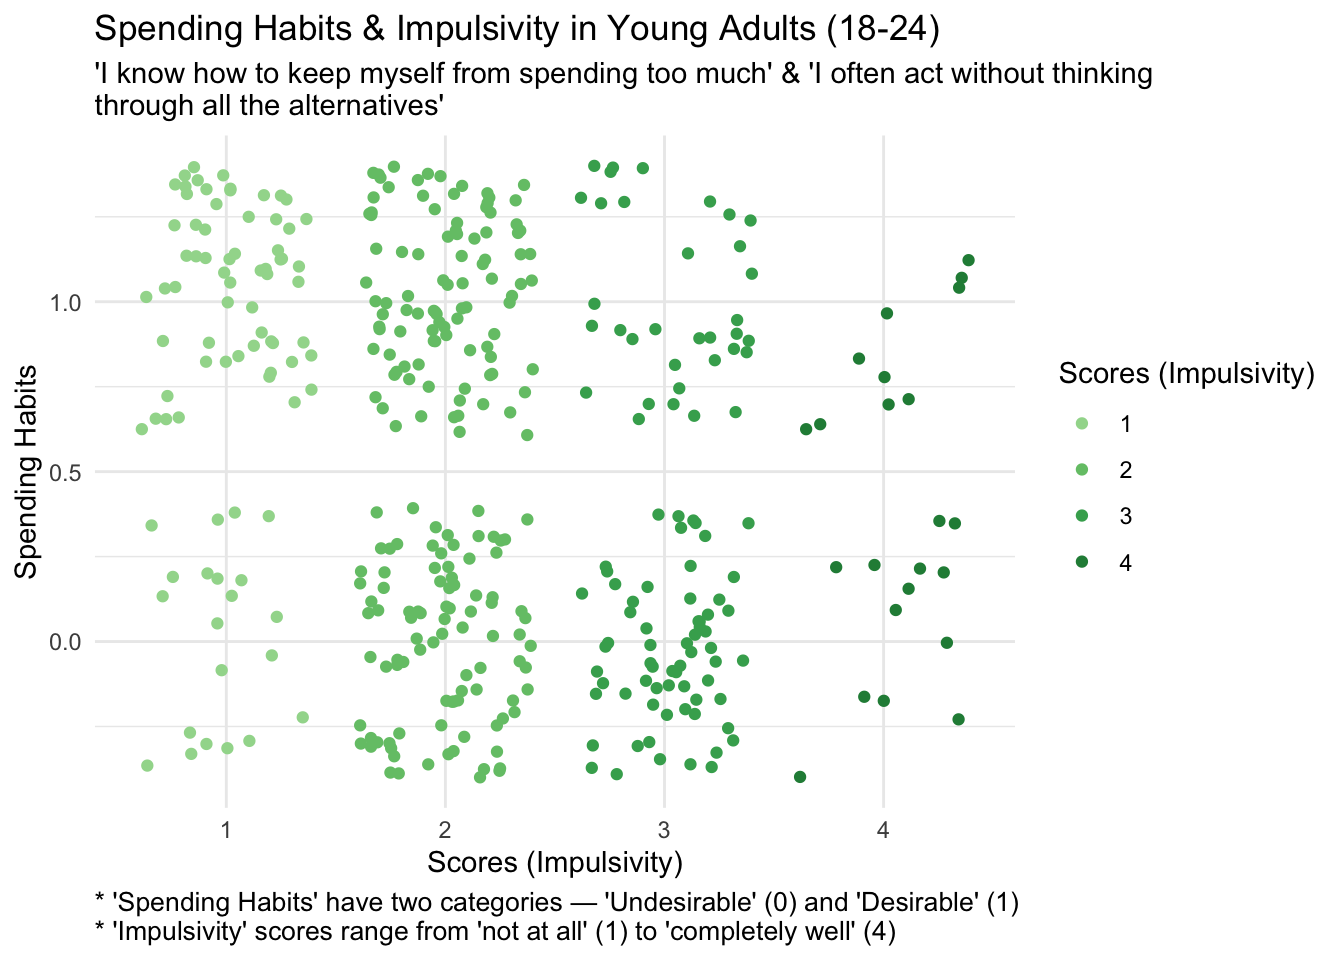 Spending Habits & Impulsivity in Young Adults (18-24)
'I know how to keep myself from spending too much' & 'I often act without thinking
through all the alternatives'
Spending Habits
1.0
0.5
0.0
1
2
3
4
Scores (Impulsivity)
Scores (Impulsivity)
1
2
3
4
* 'Spending Habits' have two categories — 'Undesirable' (0) and 'Desirable' (1)
* 'Impulsivity' scores range from 'not at all' (1) to 'completely well' (4)